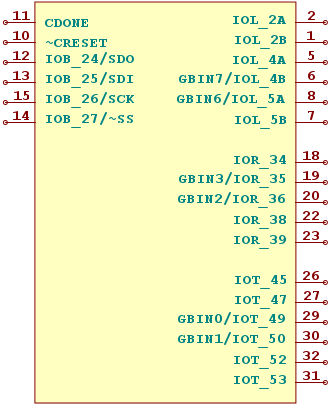 11 CDONE IOL_2A 2
10 ~CRESET IOL_2B 1
12 IOB_24/SDO IOL_4A 5
13 IOB_25/SDI GBIN7/IOL_4B 6
15 IOB_26/SCK GBIN6/IOL_5A 8
14 IOB_27/~SS IOL_5B 7
IOR_34 18
GBIN3/IOR_35 19
GBIN2/IOR_36 20
IOR_38 22
IOR_39 23
IOT_45 26
IOT_47 27
GBIN0/IOT_49 29
GBIN1/IOT_50 30
IOT_52 32
IOT_53 31